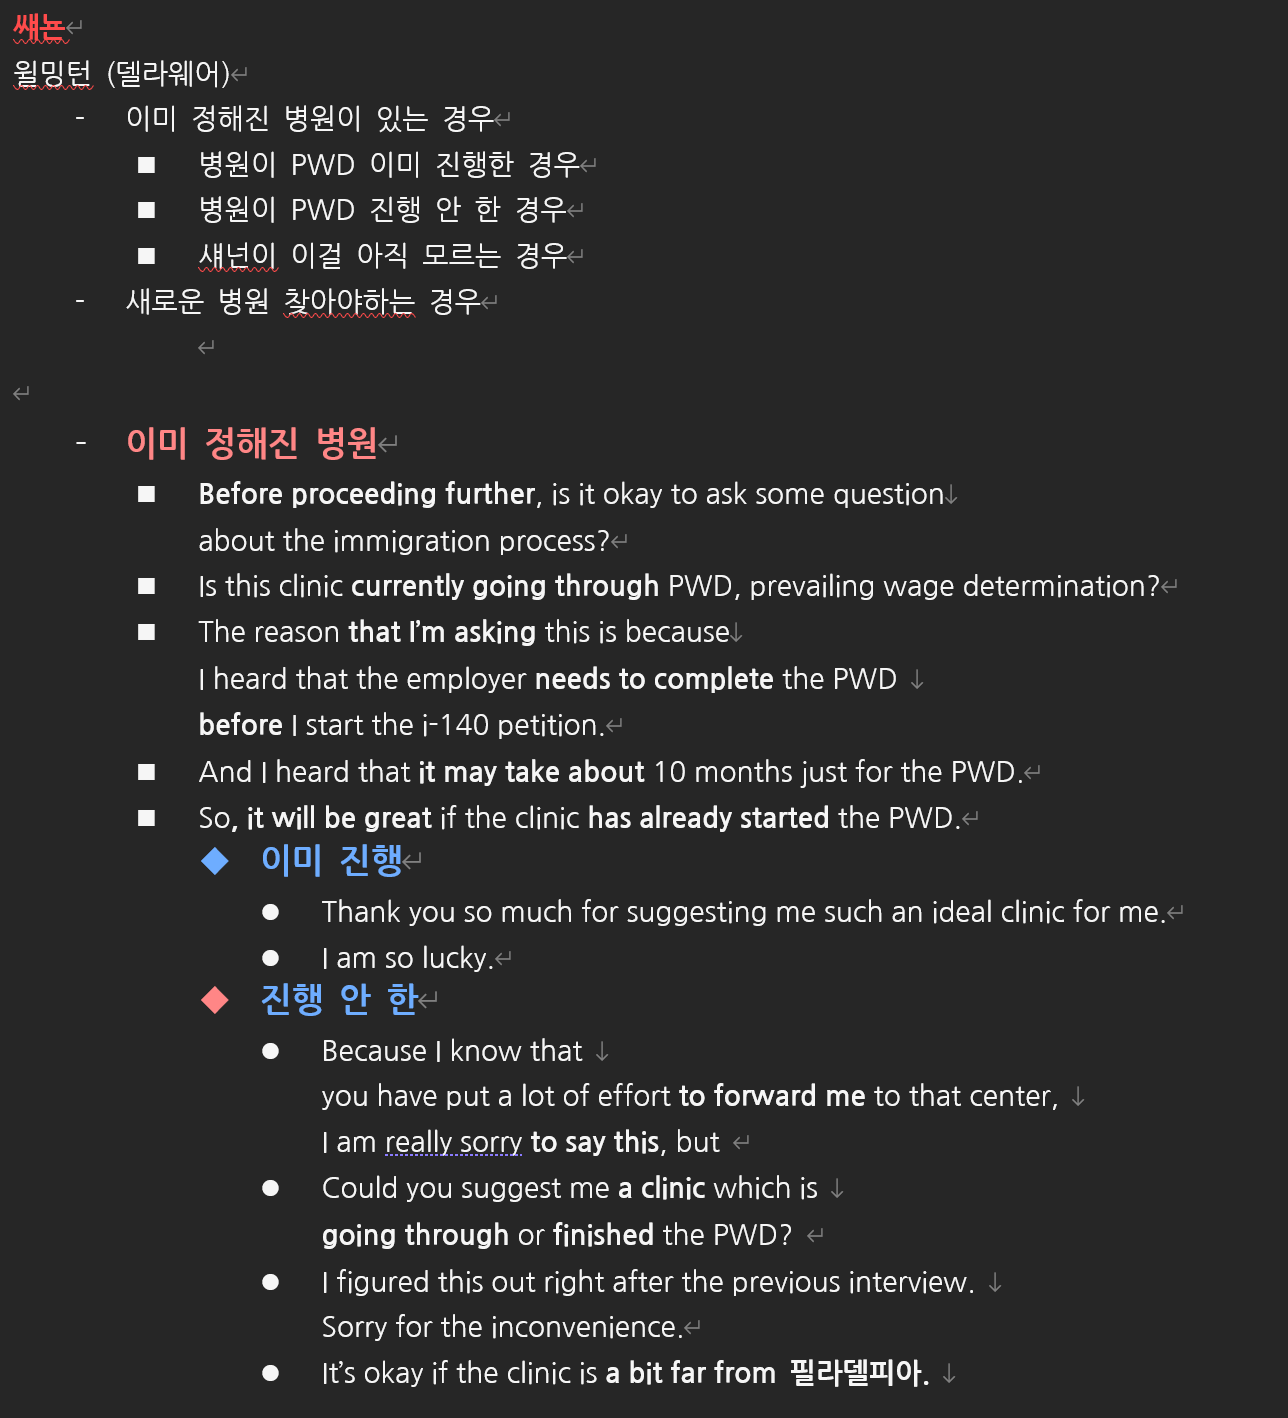 쌔뇬
윌밍턴 (델라웨어)
- 이미 정해진 병원이 있는 경우
■ 병원이 PWD 이미 진행한 경우
■ 병원이 PWD 진행 안 한 경우
■ 섀넌이 이걸 아직 모르는 경우
- 새로운 병원 찾아야하는 경우
- 이미 정해진 병원
■ Before proceeding further, is it okay to ask some question
about the immigration process?
■ Is this clinic currently going through PWD, prevailing wage determination?
■ The reason that I’m asking this is because
I heard that the employer needs to complete the PWD
before I start the i-140 petition.
■ And I heard that it may take about 10 months just for the PWD.
■ So, it will be great if the clinic has already started the PWD.
◆ 이미 진행
● Thank you so much for suggesting me such an ideal clinic for me.
● I am so lucky.
◆ 진행 안 한
● Because I know that
you have put a lot of effort to forward me to that center,
I am really sorry to say this, but
● Could you suggest me a clinic which is
going through or finished the PWD?
● I figured this out right after the previous interview.
Sorry for the inconvenience.
● It’s okay if the clinic is a bit far from 필라델피아.